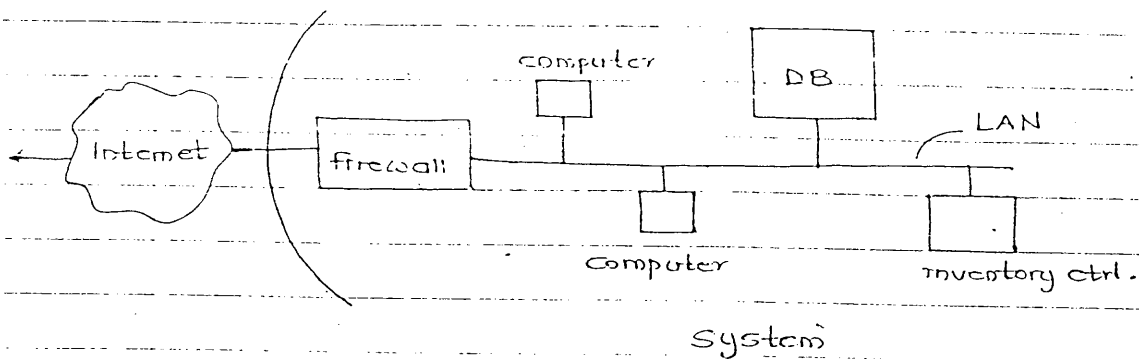 computer
DB
LAN
Internet
firewall
computer
inventory ctrl.
System